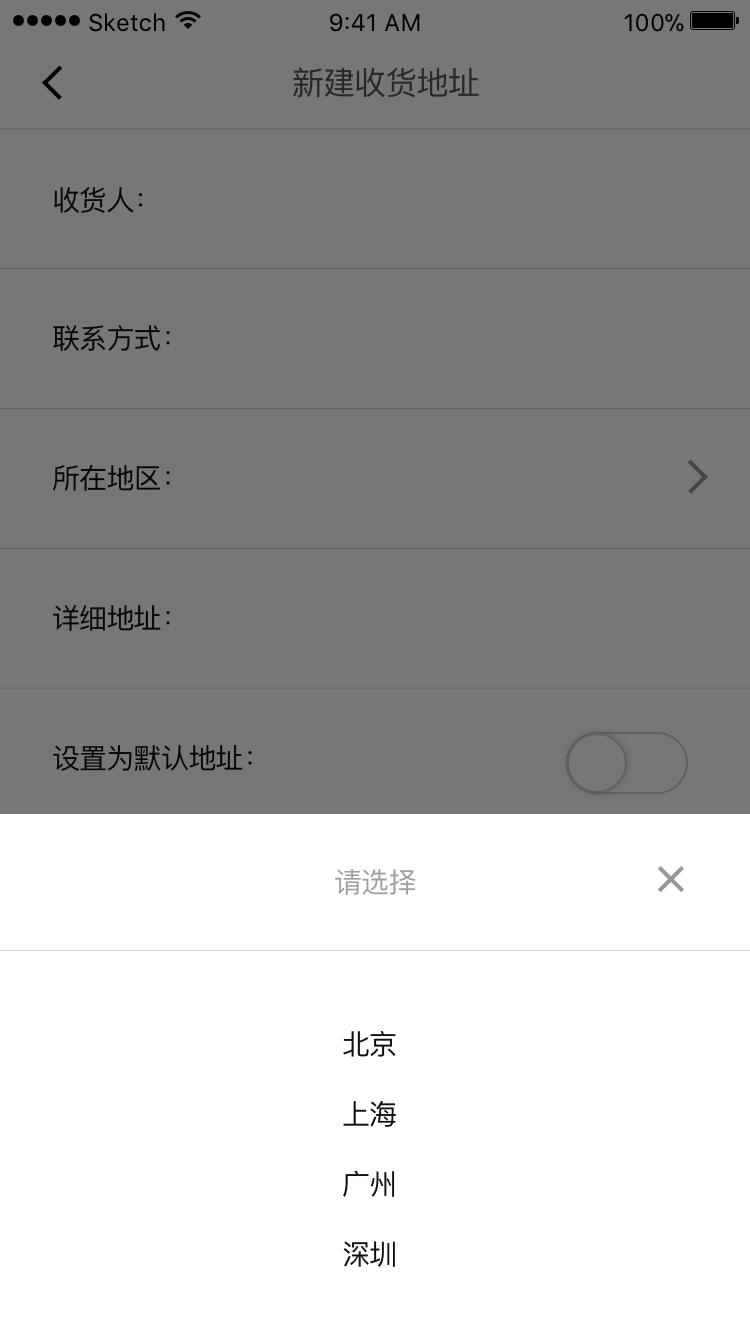 Sketch 9:41 AM 100%
新建收货地址
收货人：
联系方式：
所在地区：
详细地址：
设置为默认地址：
请选择
北京
上海
广州
深圳